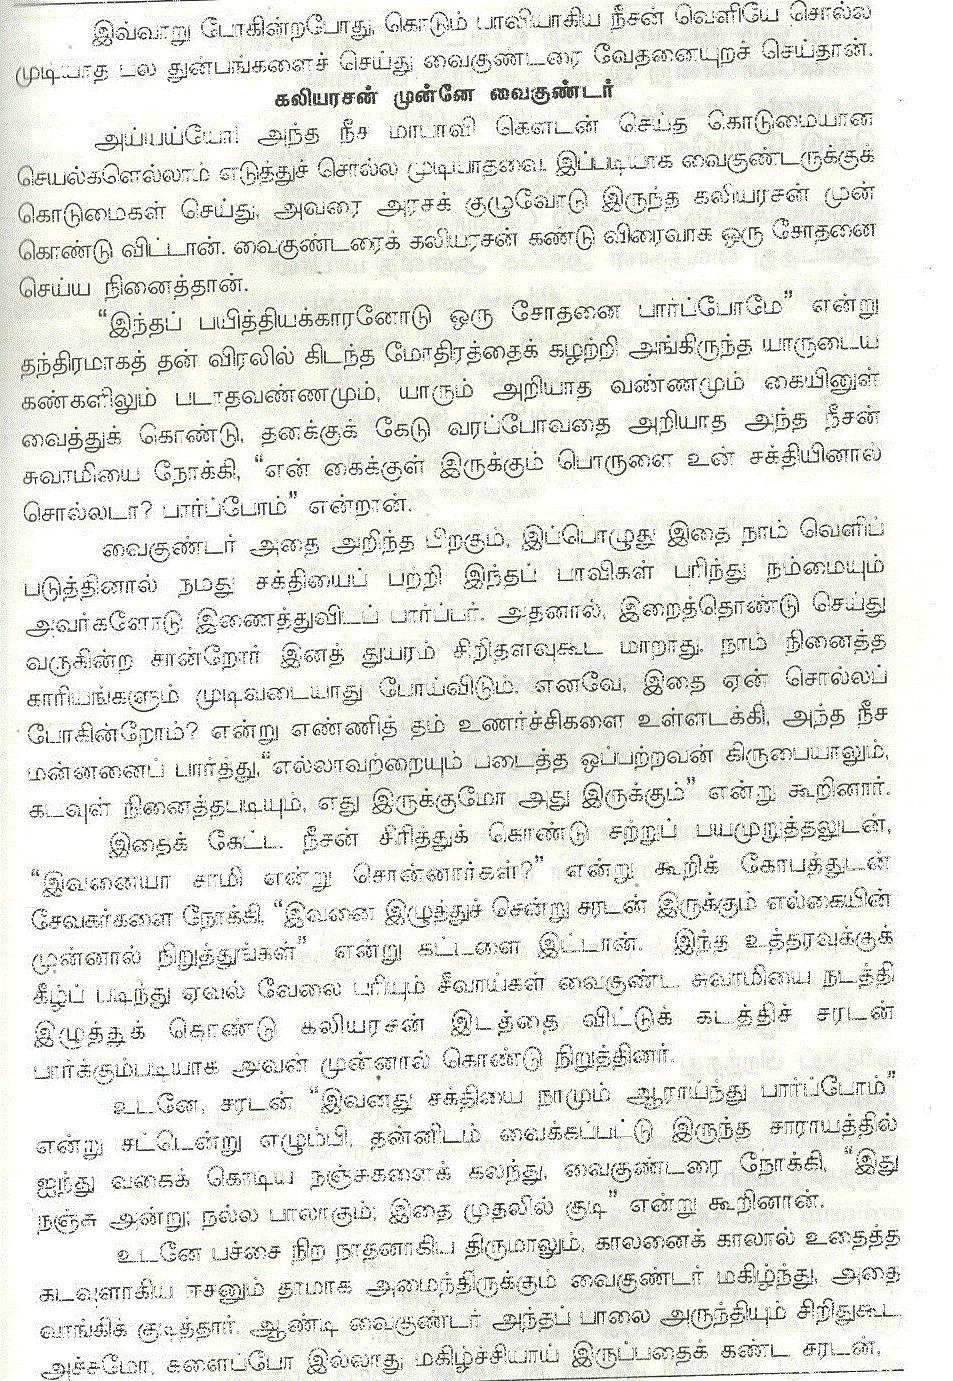 இவ்வாறு போகின்றபோது, கொடும் பாவியாகிய நீசன் வெளியே சொல்ல
முடியாத பல துன்பங்களைச் செய்து வைகுண்டரை வேதனையுறச் செய்தான்.
கலியரசன் முன்னே வைகுண்டர்
அய்யய்யோ! அந்த நீச மாபாவி கௌடன் செய்த கொடுமையான
செயல்களெல்லாம் எடுத்துச் சொல்ல முடியாதவை. இப்படியாக வைகுண்டருக்குக்
கொடுமைகள் செய்து, அவரை அரசக் குழுவோடு இருந்த கலியரசன் முன்
கொண்டு விட்டான். வைகுண்டரைக் கலியரசன் கண்டு விரைவாக ஒரு சோதனை
செய்ய நினைத்தான்.
“இந்தப் பயித்தியக்காரனோடு ஒரு சோதனை பார்ப்போமே” என்று
தந்திரமாகத் தன் விரலில் கிடந்த மோதிரத்தைக் கழற்றி அங்கிருந்த யாருடைய
கண்களிலும் படாதவண்ணமும், யாரும் அறியாத வண்ணமும் கையினுள்
வைத்துக் கொண்டு, தனக்குக் கேடு வரப்போவதை அறியாத அந்த நீசன்
சுவாமியை நோக்கி, “என் கைக்குள் இருக்கும் பொருளை உன் சக்தியினால்
சொல்லடா? பார்ப்போம்” என்றான்.
வைகுண்டர் அதை அறிந்த பிறகும், இப்பொழுது இதை நாம் வெளிப்
படுத்தினால் நமது சக்தியைப் பற்றி இந்தப் பாவிகள் புரிந்து நம்மையும்
அவர்களோடு இணைத்துவிடப் பார்ப்பர். அதனால், இறைத்தொண்டு செய்து
வருகின்ற சான்றோர் இனத் துயரம் சிறிதளவுகூட மாறாது. நாம் நினைத்த
காரியங்களும் முடிவடையாது போய்விடும். எனவே, இதை ஏன் சொல்லப்
போகின்றோம்? என்று எண்ணித் தம் உணர்ச்சிகளை உள்ளடக்கி, அந்த நீச
மன்னனைப் பார்த்து,“எல்லாவற்றையும் படைத்த ஒப்பற்றவன் கிருபையாலும்,
கடவுள் நினைத்தபடியும், எது இருக்குமோ அது இருக்கும்” என்று கூறினார்.
இதைக் கேட்ட நீசன் சிரித்துக் கொண்டு சற்றுப் பயமுறுத்தலுடன்,
“இவனையா சாமி என்று சொன்னார்கள்?” என்று கூறிக் கோபத்துடன்
சேவகர்களை நோக்கி, “இவனை இழுத்துச் சென்று சரடன் இருக்கும் எல்கையின்
முன்னால் நிறுத்துங்கள்” என்று கட்டளை இட்டான். இந்த உத்தரவுக்குக்
கீழ்ப் படிந்து ஏவல் வேலை புரியும் சிவாய்கள் வைகுண்ட சுவாமியை நடத்தி
இழுத்துக் கொண்டு கலியரசன் இடத்தை விட்டுக் கடத்திச் சரடன்
பார்க்கும்படியாக அவன் முன்னால் கொண்டு நிறுத்தினர்.
உடனே, சரடன் “இவனது சக்தியை நாமும் ஆராய்ந்து பார்ப்போம்”
என்று சட்டென்று எழும்பி, தன்னிடம் வைக்கப்பட்டு இருந்த சாராயத்தில்
ஐந்து வகைக் கொடிய நஞ்சுகளைக் கலந்து, வைகுண்டரை நோக்கி, “இது
நஞ்சு அன்று; நல்ல பாலாகும்; இதை முதலில் குடி” என்று கூறினான்.
உடனே பச்சை நிற நாதனாகிய திருமாலும், காலனைக் காலால் உதைத்த
கடவுளாகிய ஈசனும் தாமாக அமைந்திருக்கும் வைகுண்டர் மகிழ்ந்து, அதை
வாங்கிக் குடித்தார். ஆண்டி வைகுண்டர் அந்தப் பாலை அருந்தியும் சிறிதுகூட
அச்சமோ, களைப்போ இல்லாது மகிழ்ச்சியாய் இருப்பதைக் கண்ட சரடன்,